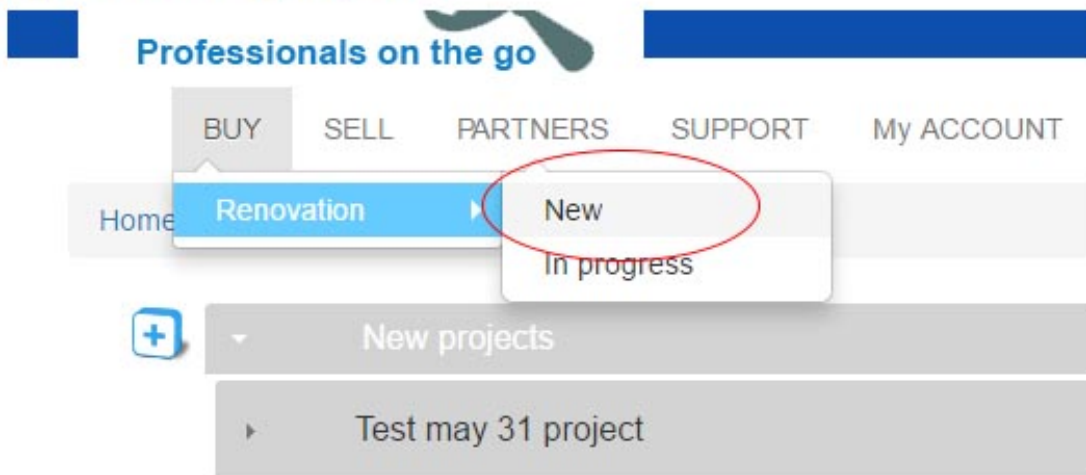 Professionals on the go
BUY SELL PARTNERS SUPPORT My ACCOUNT
Home Renovation New
In progress
New projects
Test may 31 project